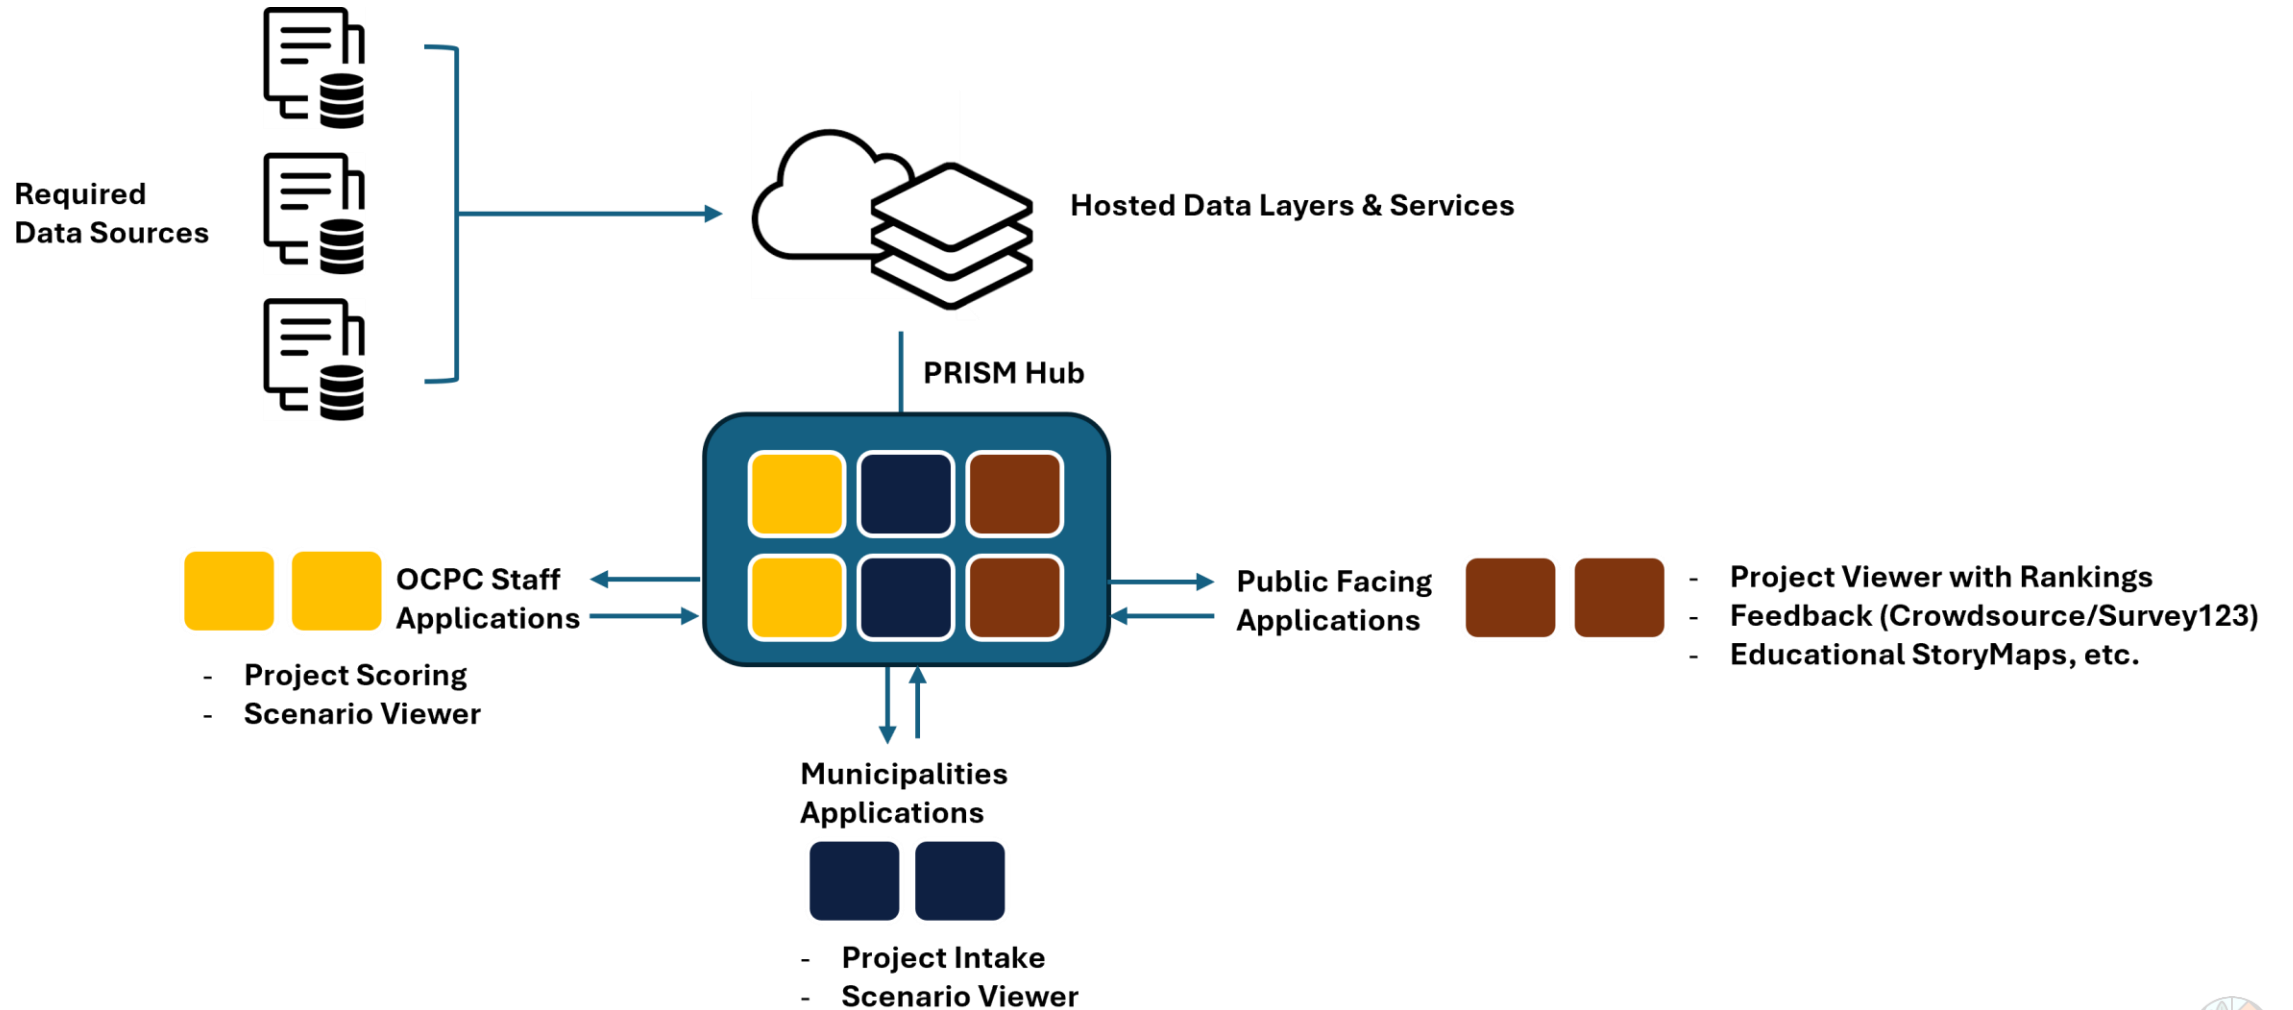 Required
Data Sources
Hosted Data Layers & Services
PRISM Hub
OCPC Staff
Applications
- Project Scoring
- Scenario Viewer
Public Facing
Applications
- Project Viewer with Rankings
- Feedback (Crowdsource/Survey123)
- Educational StoryMaps, etc.
Municipalities
Applications
- Project Intake
- Scenario Viewer